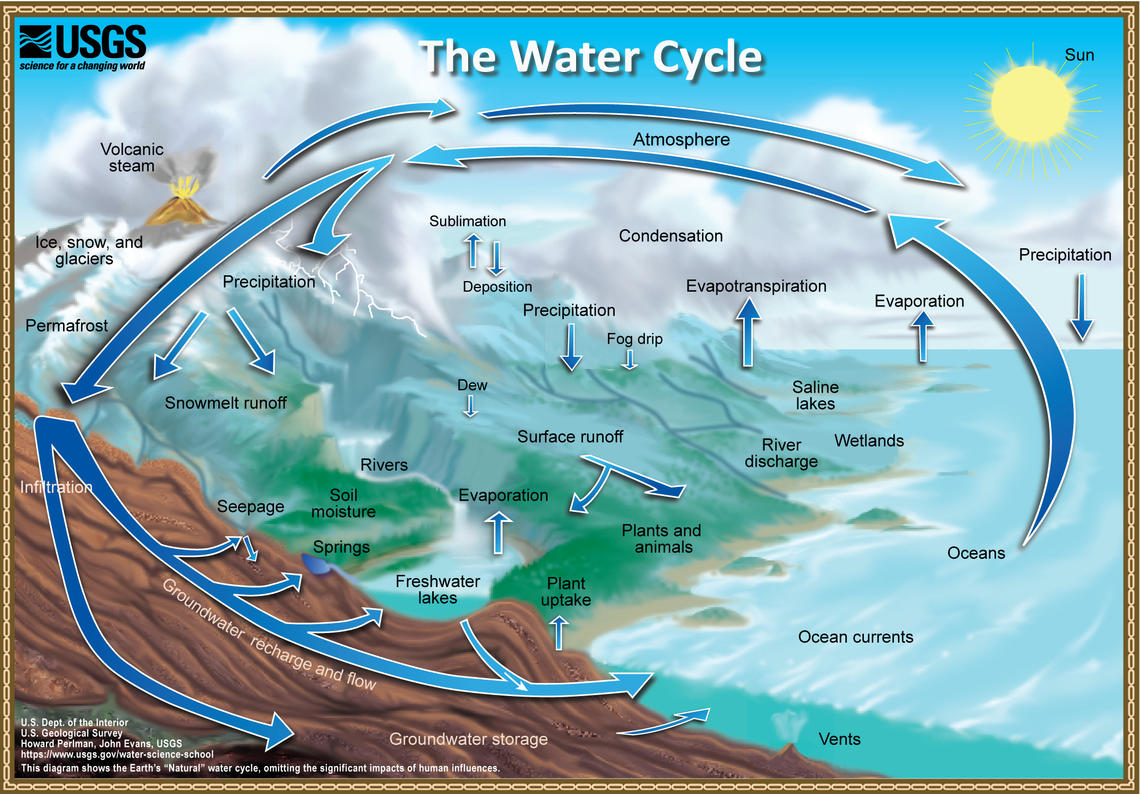 USGS
science for a changing world
The Water Cycle
Sun
Atmosphere
Volcanic
steam
Sublimation
Condensation
Ice, snow, and
glaciers
Precipitation
Precipitation
Deposition
Evapotranspiration
Evaporation
Precipitation
Permafrost
Fog drip
Dew
Saline
lakes
Snowmelt runoff
Surface runoff
River
discharge
Wetlands
Rivers
Infiltration
Seepage
Soil
moisture
Evaporation
Plants and
animals
Springs
Oceans
Freshwater
lakes
Plant
uptake
Groundwater recharge and flow
Ocean currents
Groundwater storage
Vents
U.S. Dept. of the Interior
U.S. Geological Survey
Howard Perlman, John Evans, USGS
https://www.usgs.gov/water-science-school
This diagram shows the Earth's “Natural” water cycle, omitting the significant impacts of human influences.